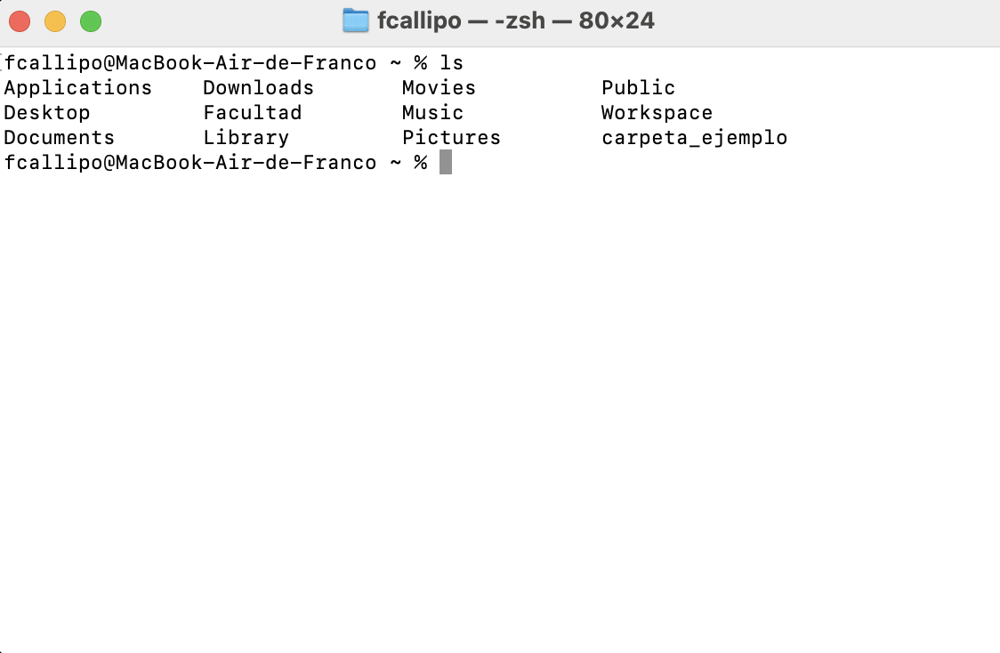 fcallipo — -zsh — 80×24
fcallipo@MacBook-Air-de-Franco ~ % ls
Applications    Downloads       Movies          Public
Desktop         Facultad        Music           Workspace
Documents       Library         Pictures        carpeta_ejemplo
fcallipo@MacBook-Air-de-Franco ~ %